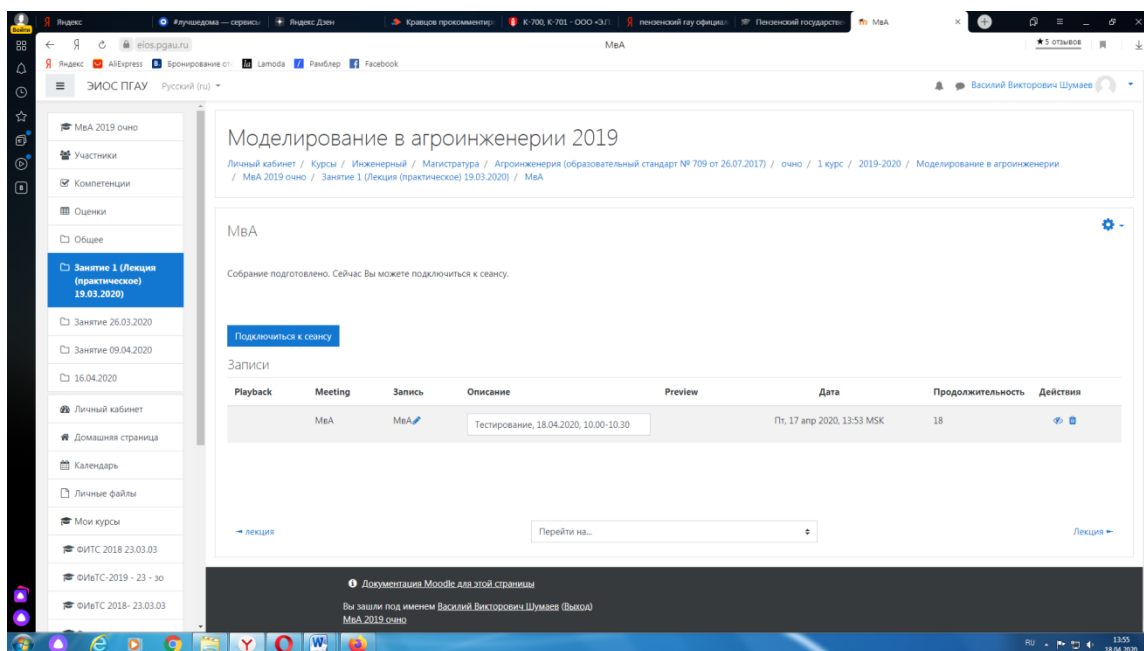 Яндекс
#лучшедома — сервисы
Яндекс Дзен
Кравцов прокомментир
К-700, К-701 - ООО «З.Г.
пензенский гау официал
Пензенский государстве
МвА
Войти
eios.pgau.ru
МвА
★ 5 отзывов
Яндекс
AliExpress
Бронирование от
Lamoda
Рамблер
Facebook
ЭИОС ПГАУ
Русский (ru)
Василий Викторович Шумаев
МвА 2019 очно
Участники
Компетенции
Оценки
Общее
Занятие 1 (Лекция
(практическое)
19.03.2020)
Занятие 26.03.2020
Занятие 09.04.2020
16.04.2020
Личный кабинет
Домашняя страница
Календарь
Личные файлы
Мои курсы
ФИТС 2018 23.03.03
ФИвТС-2019 - 23 - зо
ФИвТС 2018- 23.03.03
Моделирование в агроинженерии 2019
Личный кабинет / Курсы / Инженерный / Магистратура / Агроинженерия (образовательный стандарт № 709 от 26.07.2017) / очно / 1 курс / 2019-2020 / Моделирование в агроинженерии
/ МвА 2019 очно / Занятие 1 (Лекция (практическое) 19.03.2020) / МвА
МвА
Собрание подготовлено. Сейчас Вы можете подключиться к сеансу.
Подключиться к сеансу
Записи
Playback Meeting Запись Описание Preview Дата Продолжительность Действия
МвА МвА Тестирование, 18.04.2020, 10.00-10.30 Пт, 17 апр 2020, 13:53 MSK 18
◄ лекция
Перейти на...
Лекция ►
Документация Moodle для этой страницы
Вы зашли под именем Василий Викторович Шумаев (Выход)
МвА 2019 очно
RU
13:55
18.04.2020